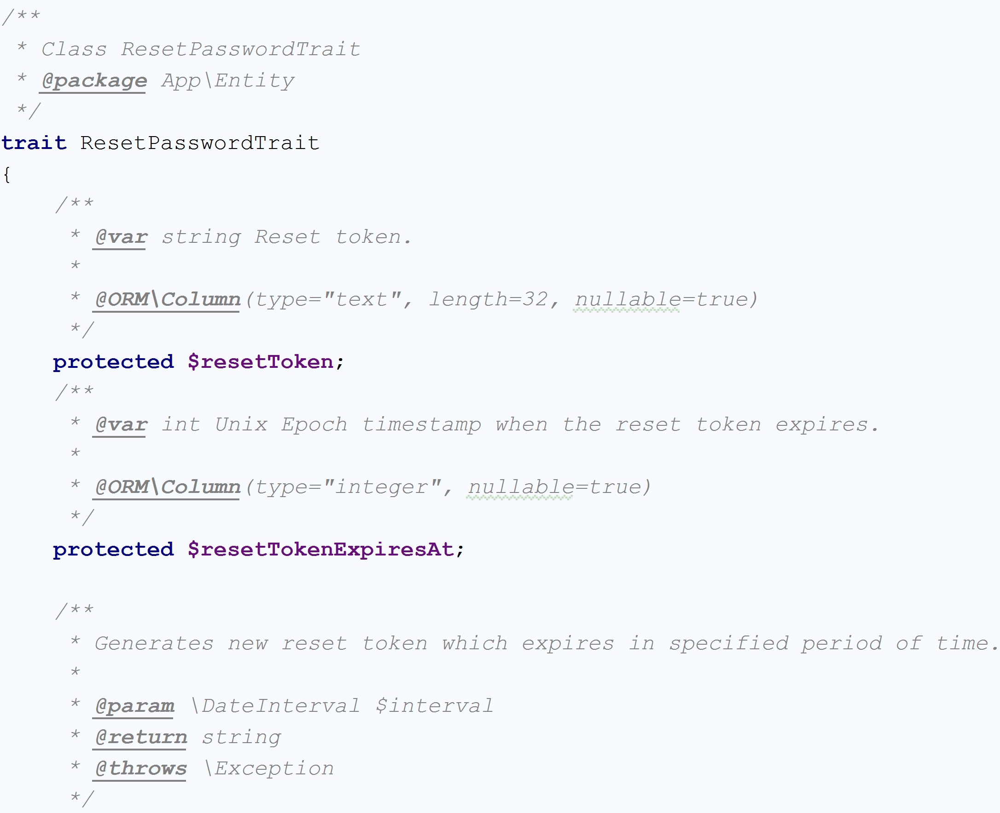 /**
 * Class ResetPasswordTrait
 * @package App\Entity
 */
trait ResetPasswordTrait
{
    /**
     * @var string Reset token.
     *
     * @ORM\Column(type="text", length=32, nullable=true)
     */
    protected $resetToken;
    /**
     * @var int Unix Epoch timestamp when the reset token expires.
     *
     * @ORM\Column(type="integer", nullable=true)
     */
    protected $resetTokenExpiresAt;

    /**
     * Generates new reset token which expires in specified period of time.
     *
     * @param \DateInterval $interval
     * @return string
     * @throws \Exception
     */